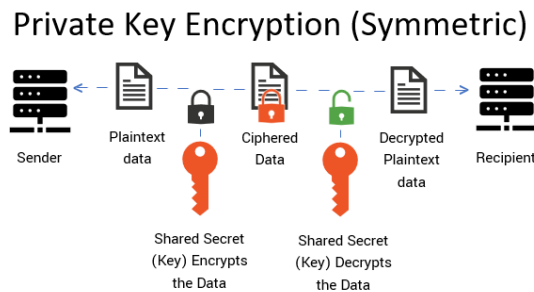 Private Key Encryption (Symmetric)
Sender
Plaintext
data
Ciphered
Data
Decrypted
Plaintext
data
Recipient
Shared Secret
(Key) Encrypts
the Data
Shared Secret
(Key) Decrypts
the Data